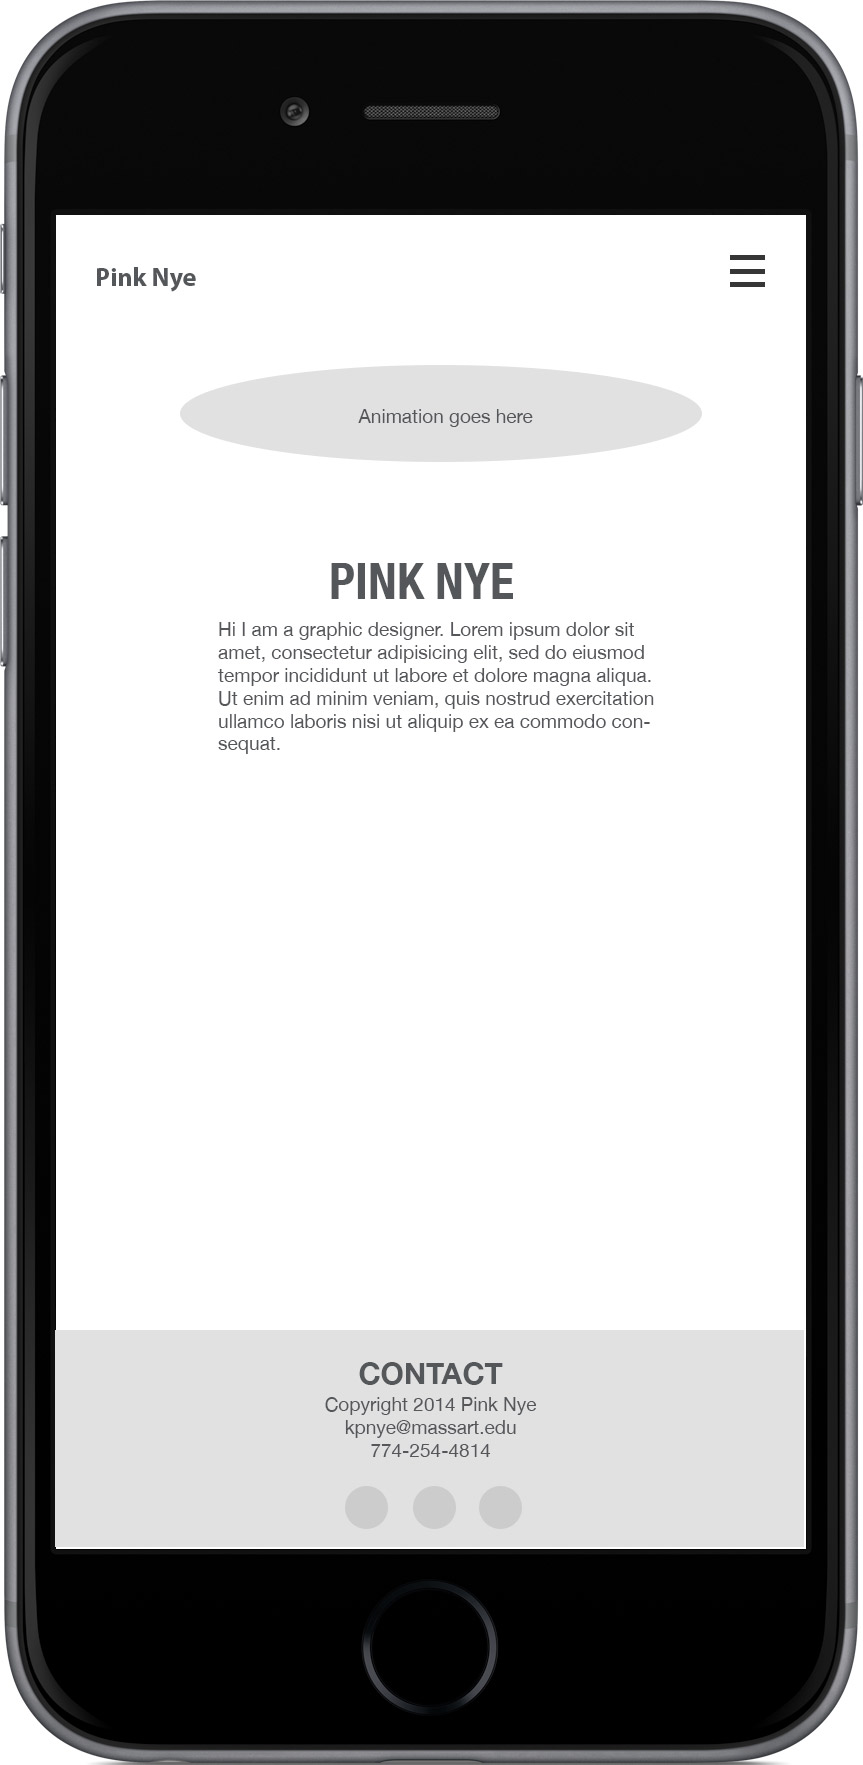 Pink Nye
Animation goes here
PINK NYE
Hi I am a graphic designer. Lorem ipsum dolor sit
amet, consectetur adipisicing elit, sed do eiusmod
tempor incididunt ut labore et dolore magna aliqua.
Ut enim ad minim veniam, quis nostrud exercitation
ullamco laboris nisi ut aliquip ex ea commodo con-
sequat.
CONTACT
Copyright 2014 Pink Nye
kpnye@massart.edu
774-254-4814